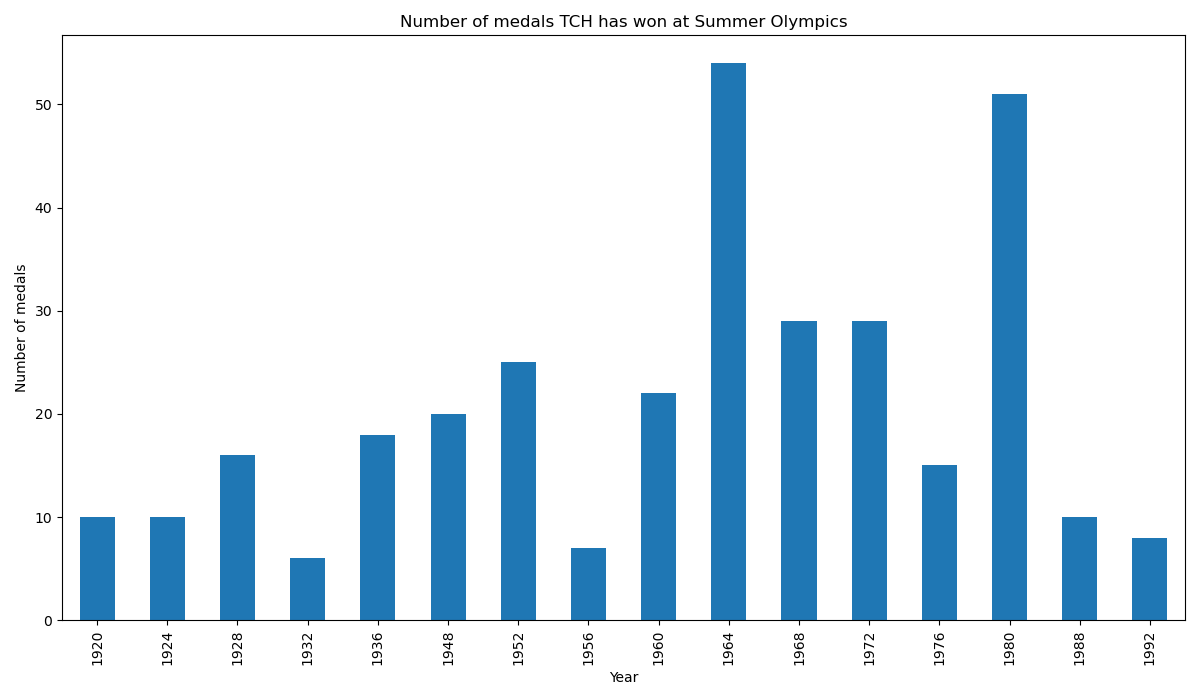 Number of medals TCH has won at Summer Olympics
Number of medals
50
40
30
20
10
0
1920 1924 1928 1932 1936 1948 1952 1956 1960 1964 1968 1972 1976 1980 1988 1992
Year